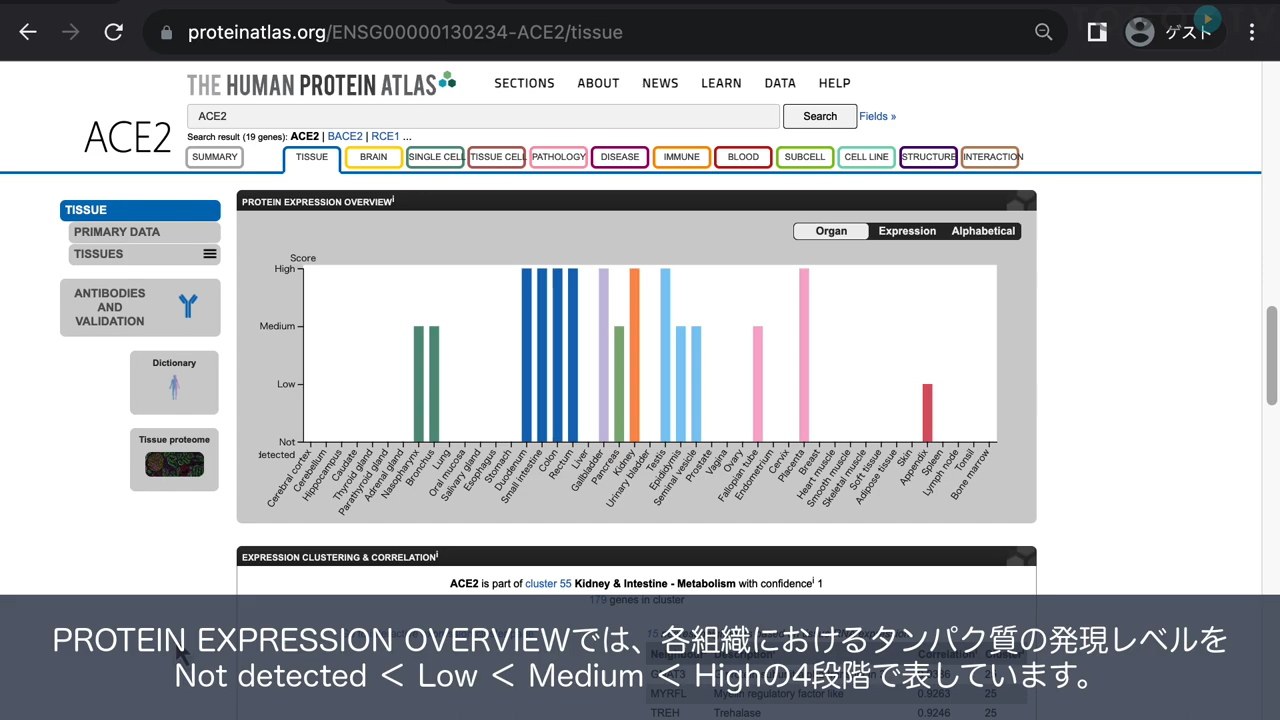 proteinatlas.org/ENSG00000130234-ACE2/tissue
ゲスト
THE HUMAN PROTEIN ATLAS
SECTIONS ABOUT NEWS LEARN DATA HELP
ACE2
ACE2 Search Fields »
Search result (19 genes): ACE2 | BACE2 | RCE1 ...
SUMMARY TISSUE BRAIN SINGLE CELL TISSUE CELL PATHOLOGY DISEASE IMMUNE BLOOD SUBCELL CELL LINE STRUCTURE INTERACTION
TISSUE
PRIMARY DATA
TISSUES
ANTIBODIES
AND
VALIDATION
Dictionary
Tissue proteome
PROTEIN EXPRESSION OVERVIEWi
Organ Expression Alphabetical
Score
High
Medium
Low
Not
detected
Cerebral cortex
Cerebellum
Hippocampus
Caudate
Thyroid gland
Parathyroid gland
Adrenal gland
Nasopharynx
Bronchus
Lung
Oral mucosa
Salivary gland
Esophagus
Stomach
Duodenum
Small intestine
Colon
Rectum
Liver
Gallbladder
Pancreas
Kidney
Urinary bladder
Testis
Epididymis
Seminal vesicle
Prostate
Vagina
Ovary
Fallopian tube
Endometrium
Cervix
Placenta
Breast
Heart muscle
Smooth muscle
Skeletal muscle
Soft tissue
Adipose tissue
Skin
Appendix
Spleen
Lymph node
Tonsil
Bone marrow
EXPRESSION CLUSTERING & CORRELATIONi
ACE2 is part of cluster 55 Kidney & Intestine - Metabolism with confidencei 1
179 genes in cluster
PROTEIN EXPRESSION OVERVIEWでは、各組織におけるタンパク質の発現レベルを
Not detected ＜ Low ＜ Medium ＜ Highの4段階で表しています。
MYRFL Myelin regulatory factor like 0.9263 25
TREH Trehalase 0.9246 25